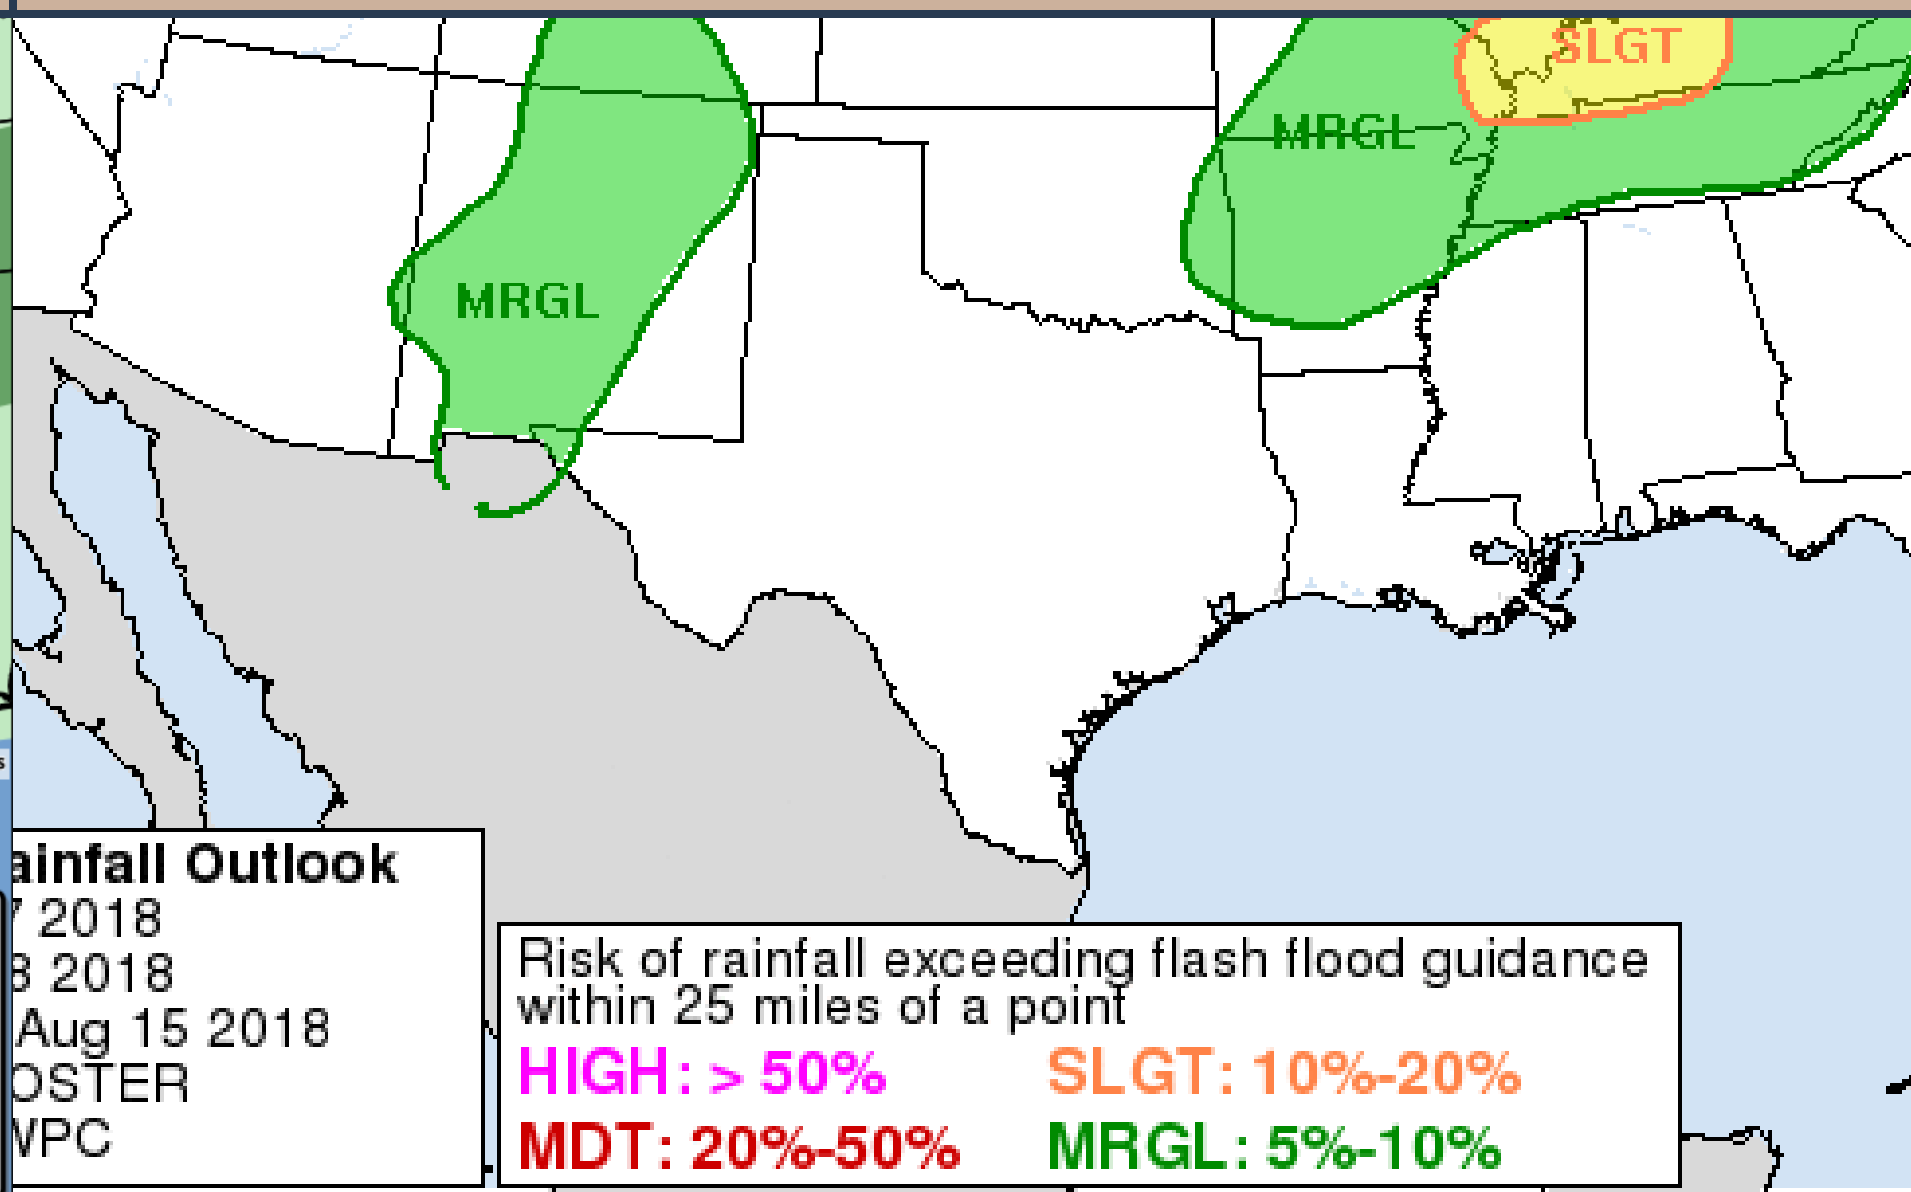 SLGT
MRGL
MRGL
ainfall Outlook
7 2018
8 2018
Aug 15 2018
OSTER
WPC
Risk of rainfall exceeding flash flood guidance
within 25 miles of a point
HIGH: > 50% SLGT: 10%-20%
MDT: 20%-50% MRGL: 5%-10%
s